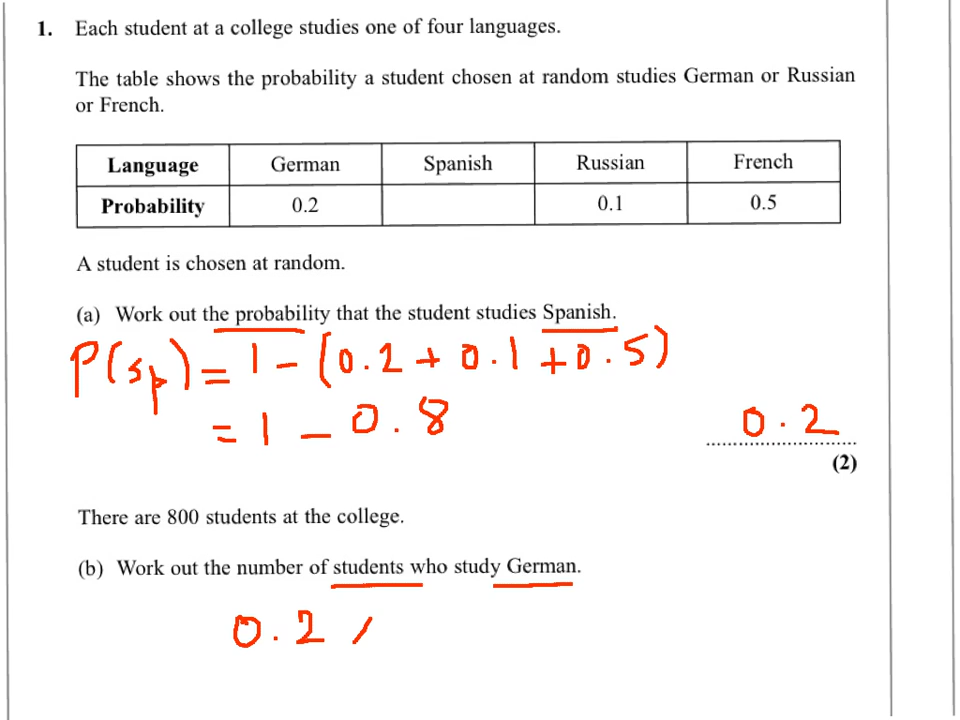 1. Each student at a college studies one of four languages.
The table shows the probability a student chosen at random studies German or Russian
or French.
Language German Spanish Russian French
Probability 0.2 0.1 0.5
A student is chosen at random.
(a) Work out the probability that the student studies Spanish.
P(sp) = 1 - (0.2 + 0.1 + 0.5)
= 1 - 0.8
0.2
(2)
There are 800 students at the college.
(b) Work out the number of students who study German.
0.2 /